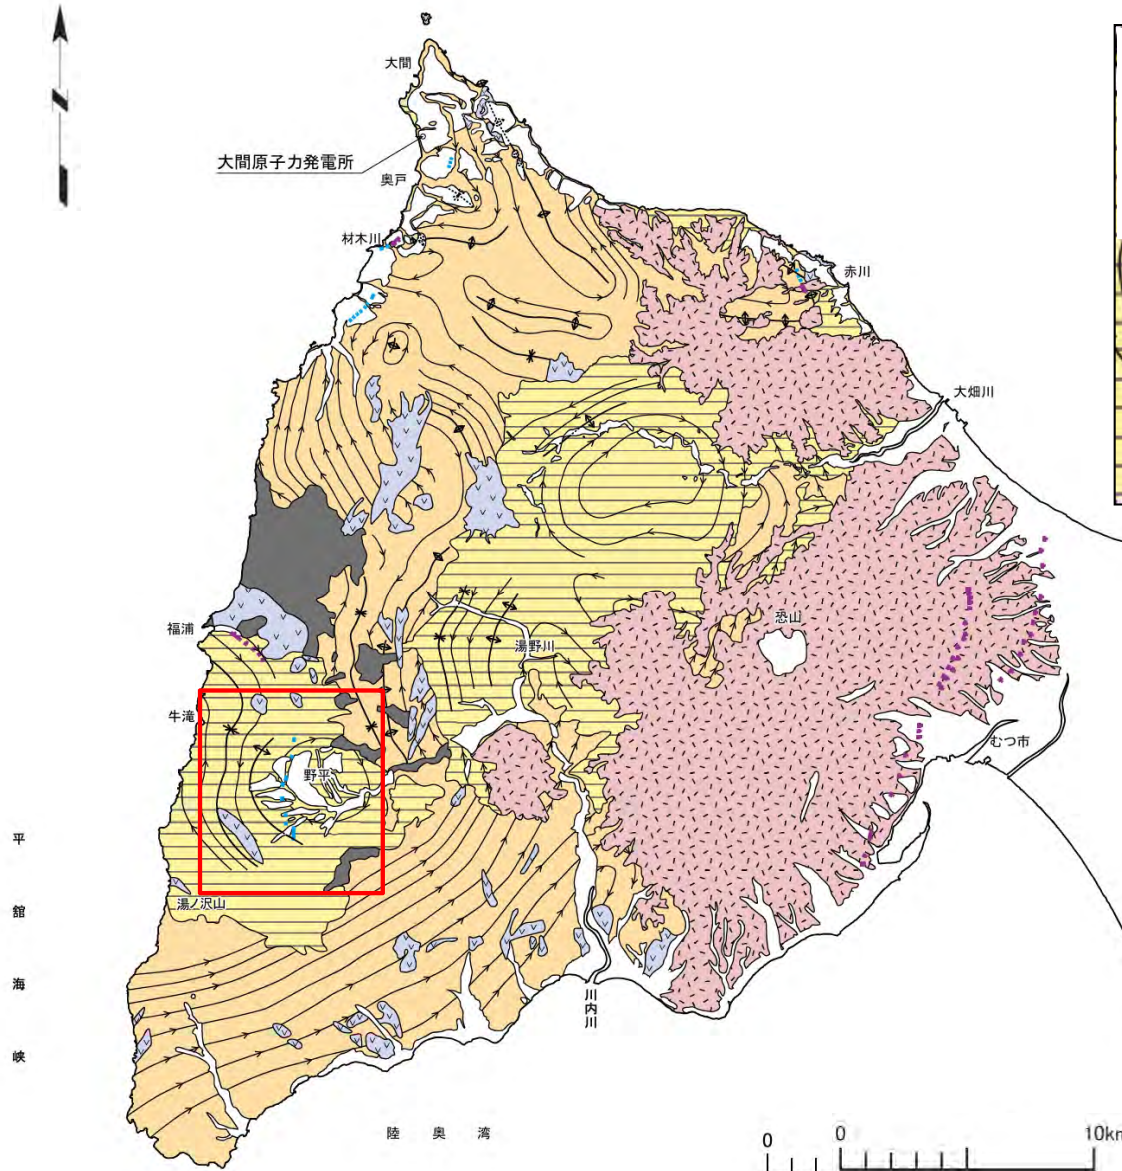 大間
大間原子力発電所
奥戸
材木川
赤川
大畑川
福浦
湯野川
恐山
牛滝
野平
むつ市
湯ノ沢山
平舘海峡
川内川
陸奥湾
0
0
10km